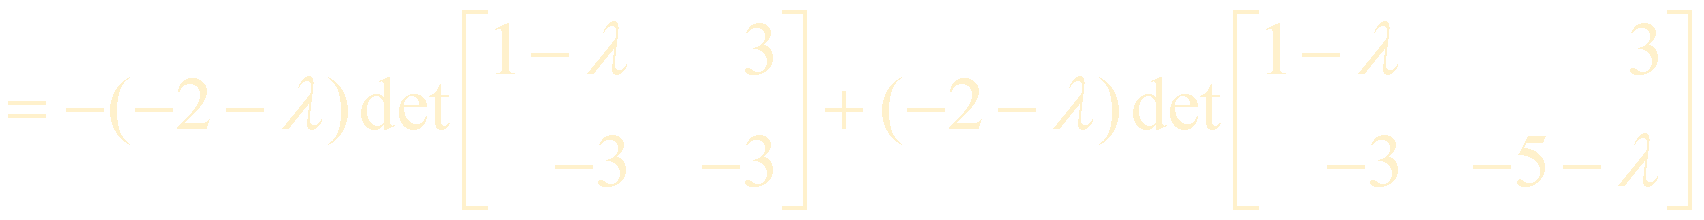 = −(−2 − λ) det [ 1 − λ 3 ; −3 −3 ] + (−2 − λ) det [ 1 − λ 3 ; −3 −5 − λ ]